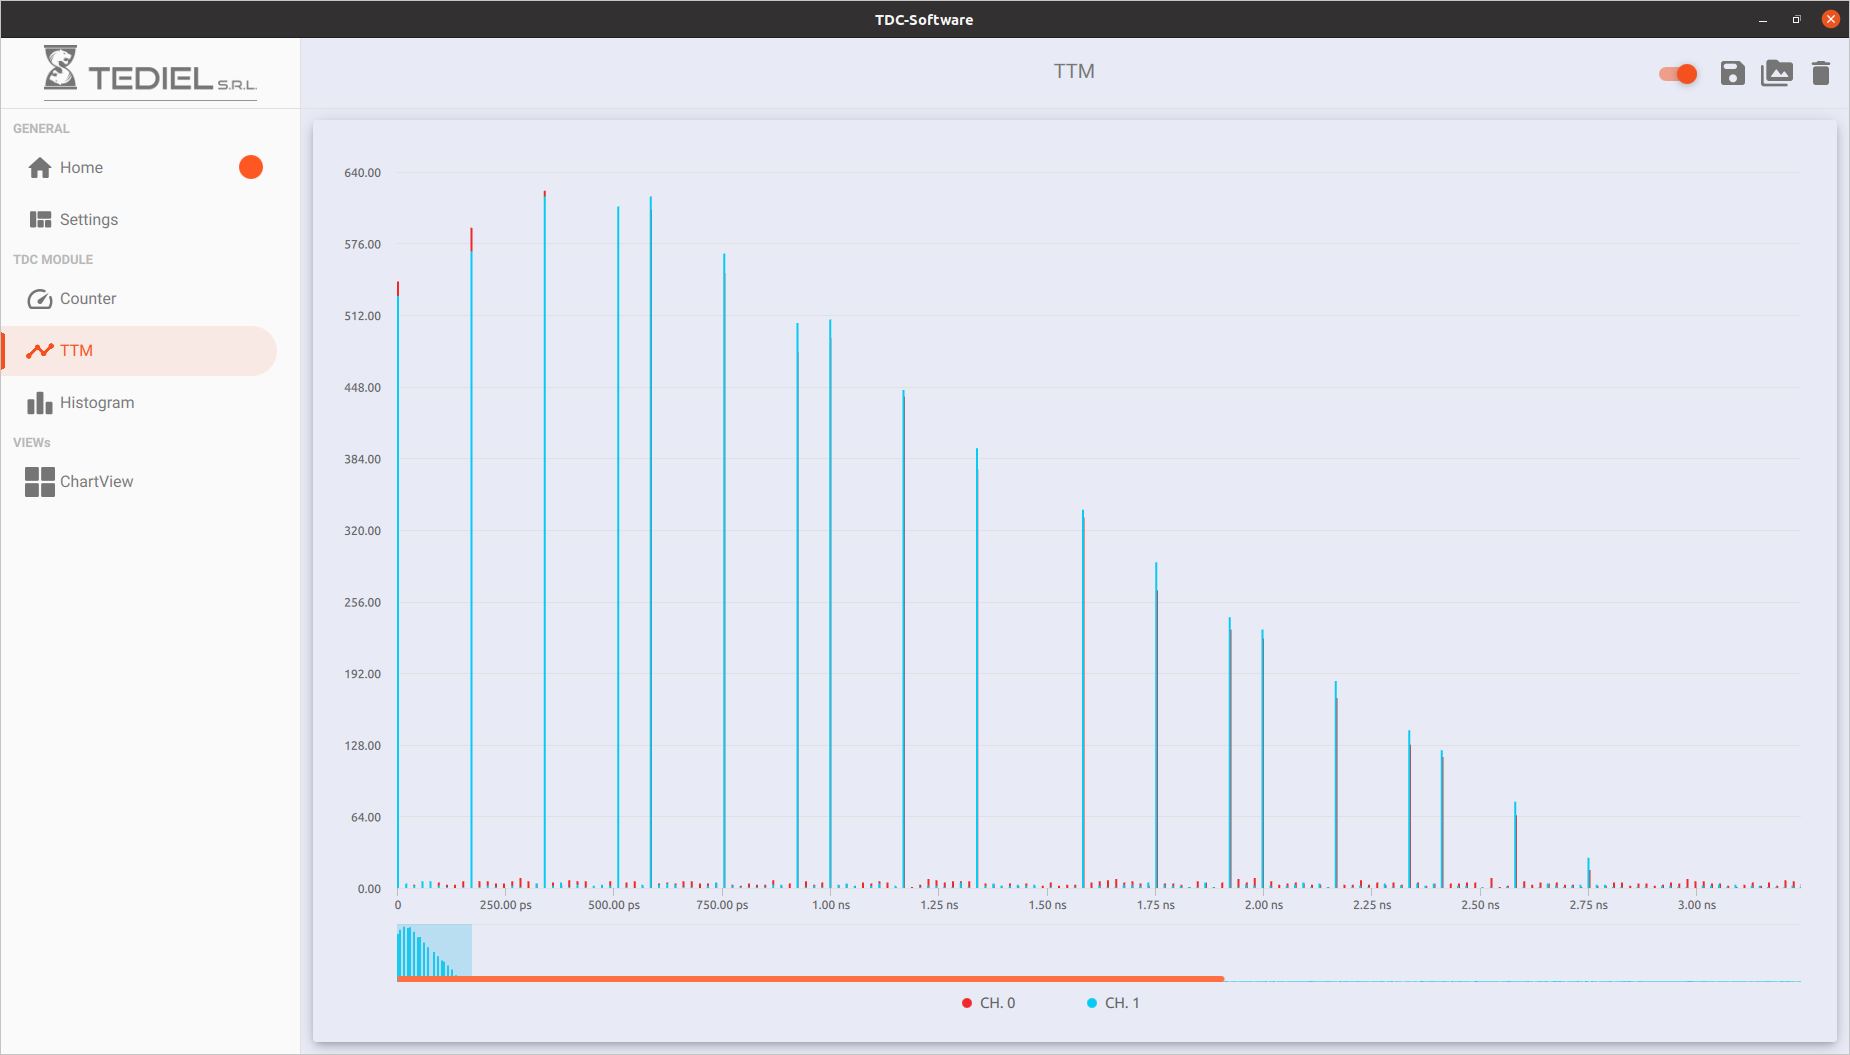 TDC-Software
TEDIEL S.R.L.
TTM
GENERAL
Home
Settings
TDC MODULE
Counter
TTM
Histogram
VIEWs
ChartView
640.00
576.00
512.00
448.00
384.00
320.00
256.00
192.00
128.00
64.00
0.00
0 250.00 ps 500.00 ps 750.00 ps 1.00 ns 1.25 ns 1.50 ns 1.75 ns 2.00 ns 2.25 ns 2.50 ns 2.75 ns 3.00 ns
CH. 0 CH. 1